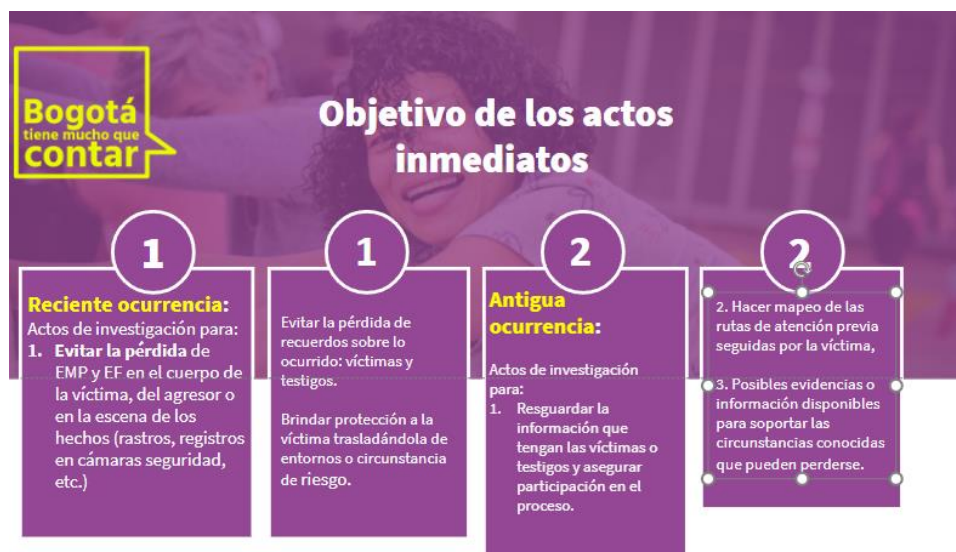 Bogotá
tiene mucho que
contar
Objetivo de los actos
inmediatos
1
Reciente ocurrencia:
Actos de investigación para:
1. Evitar la pérdida de
EMP y EF en el cuerpo de
la víctima, del agresor o
en la escena de los
hechos (rastros, registros
en cámaras seguridad,
etc.)
1
Evitar la pérdida de
recuerdos sobre lo
ocurrido: víctimas y
testigos.
Brindar protección a la
víctima trasladándola de
entornos o circunstancia
de riesgo.
2
Antigua
ocurrencia:
Actos de investigación
para:
1. Resguardar la
información que
tengan las víctimas o
testigos y asegurar
participación en el
proceso.
2
2. Hacer mapeo de las
rutas de atención previa
seguidas por la víctima,
3. Posibles evidencias o
información disponibles
para soportar las
circunstancias conocidas
que pueden perderse.